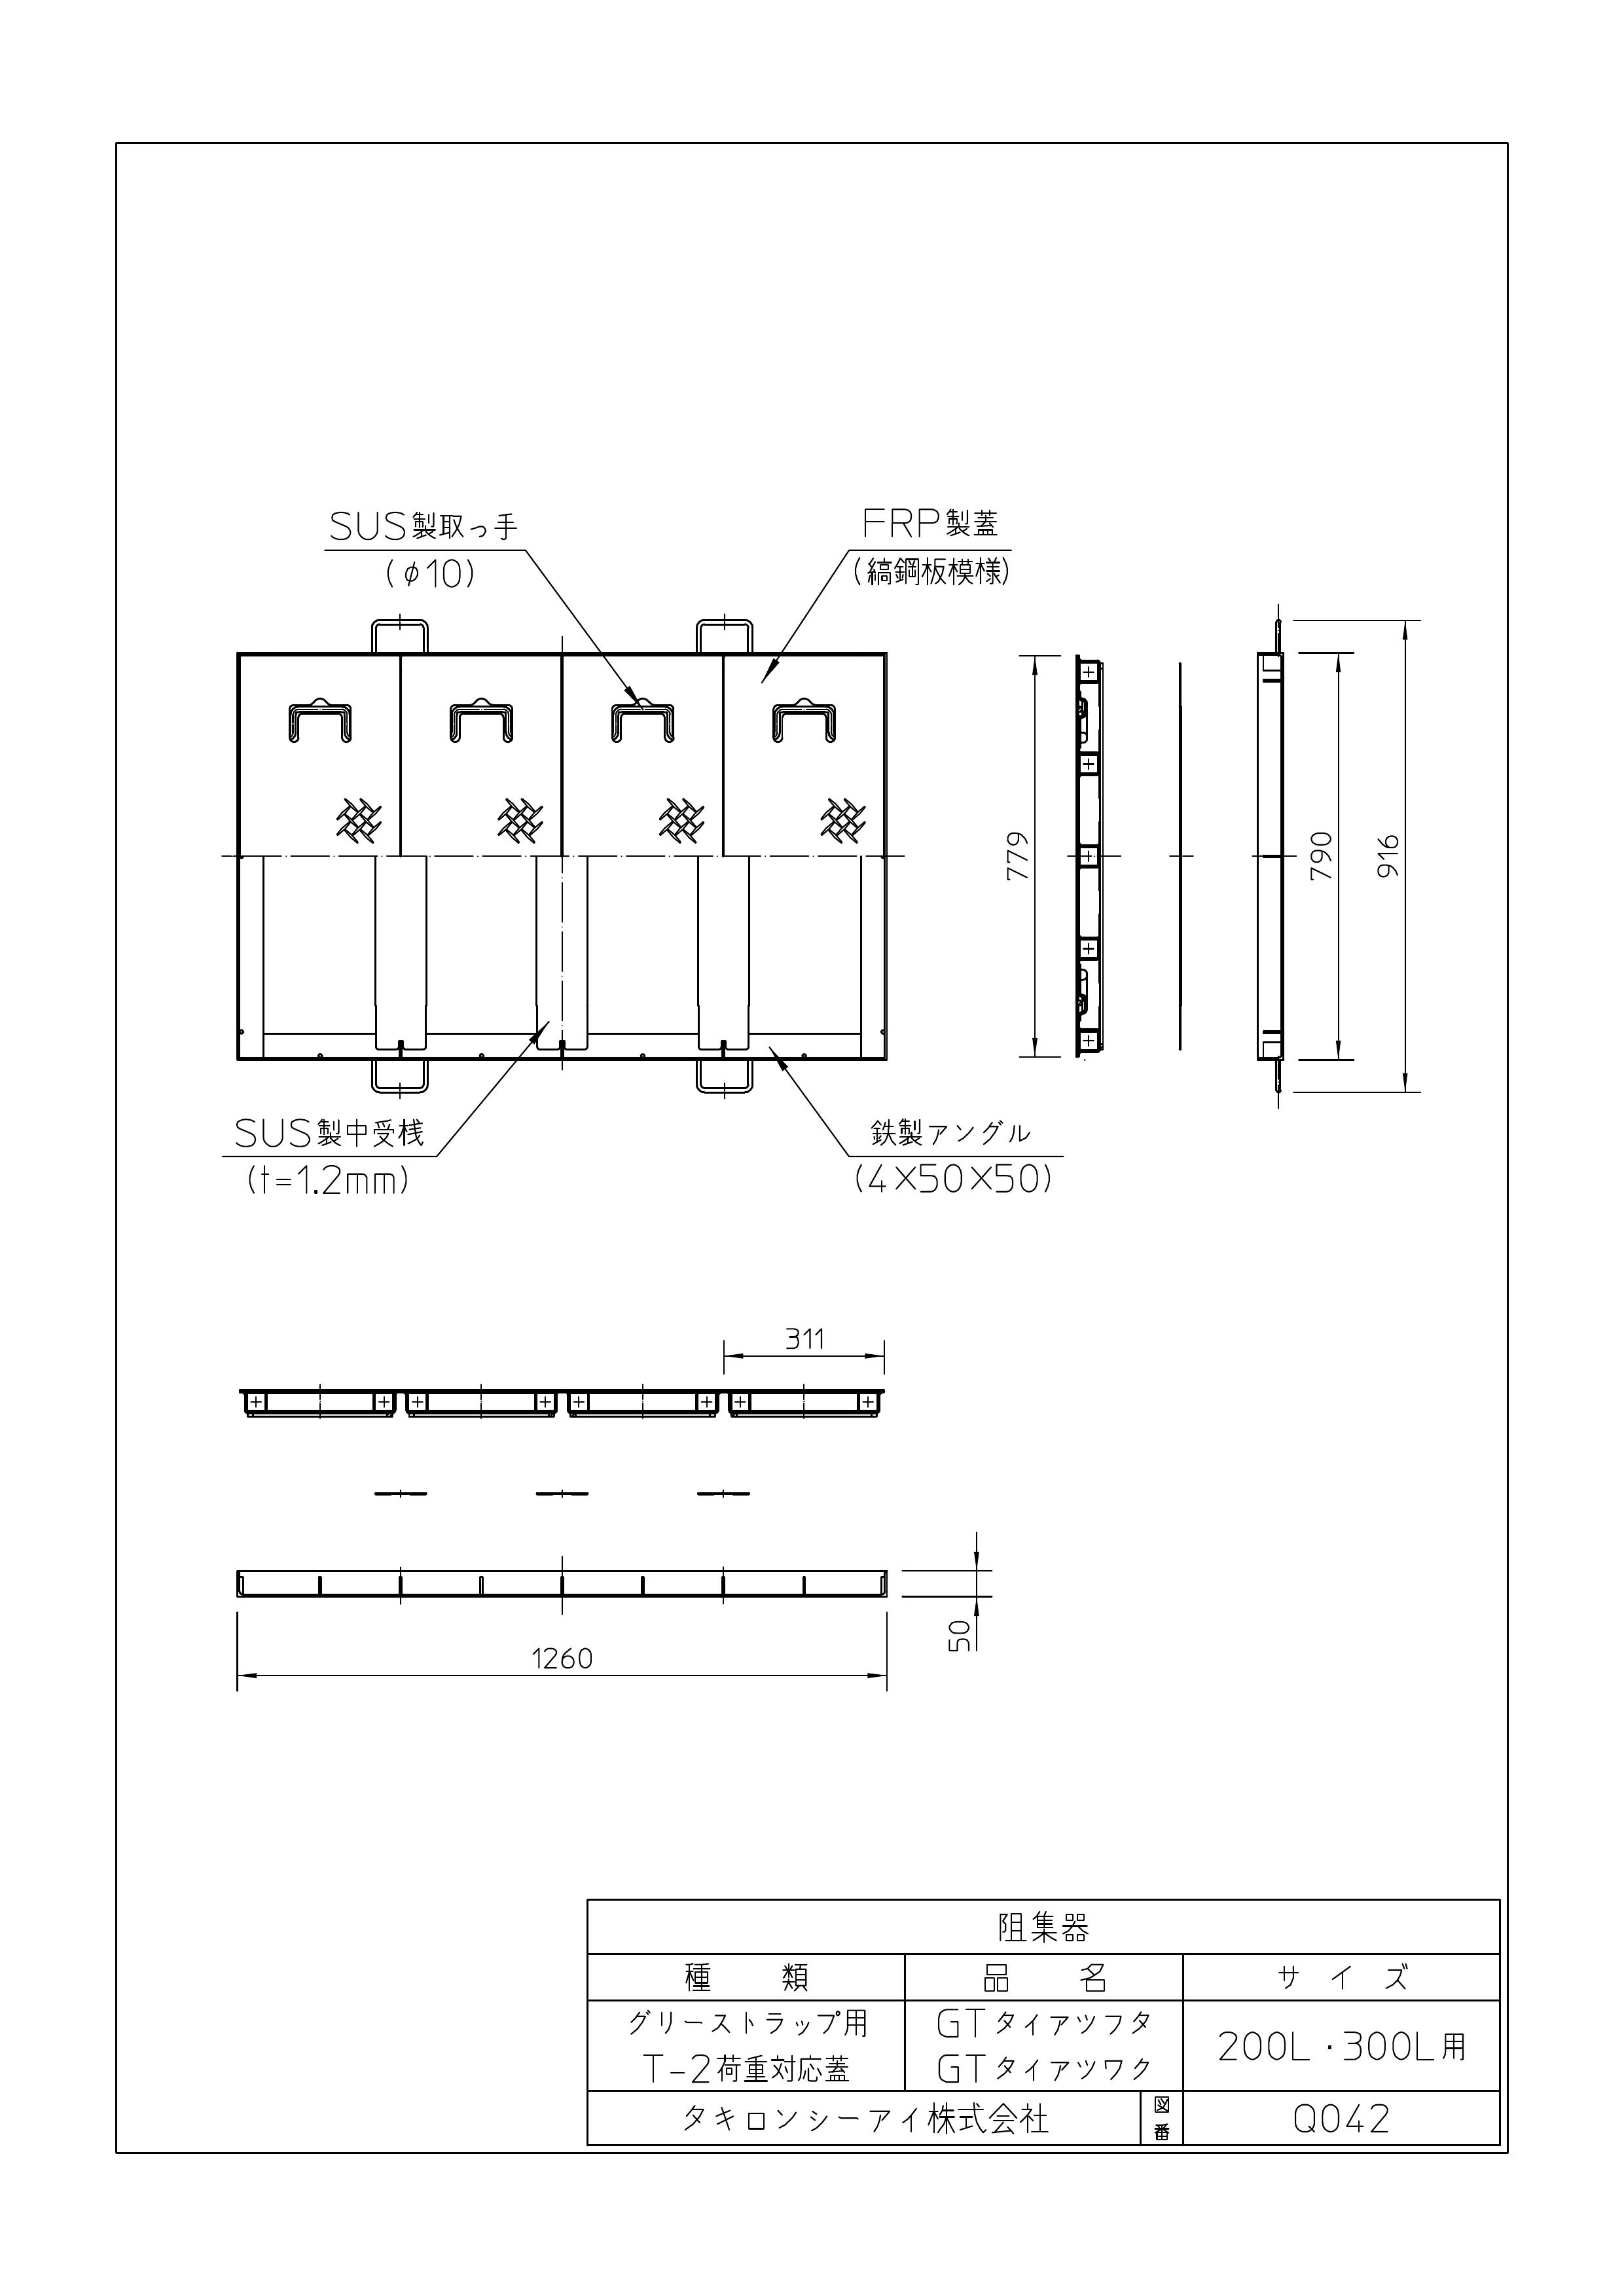 SUS製取っ手
(φ10)
FRP製蓋
(縞鋼板模様)
779
790
916
SUS製中受桟
(t=1.2mm)
鉄製アングル
(4×50×50)
311
50
1260
阻集器
種 類 品 名 サ イ ズ
グリーストラップ用 GTタイアツフタ
200L・300L用
T-2荷重対応蓋 GTタイアツワク
タキロンシーアイ株式会社 図番 Q042